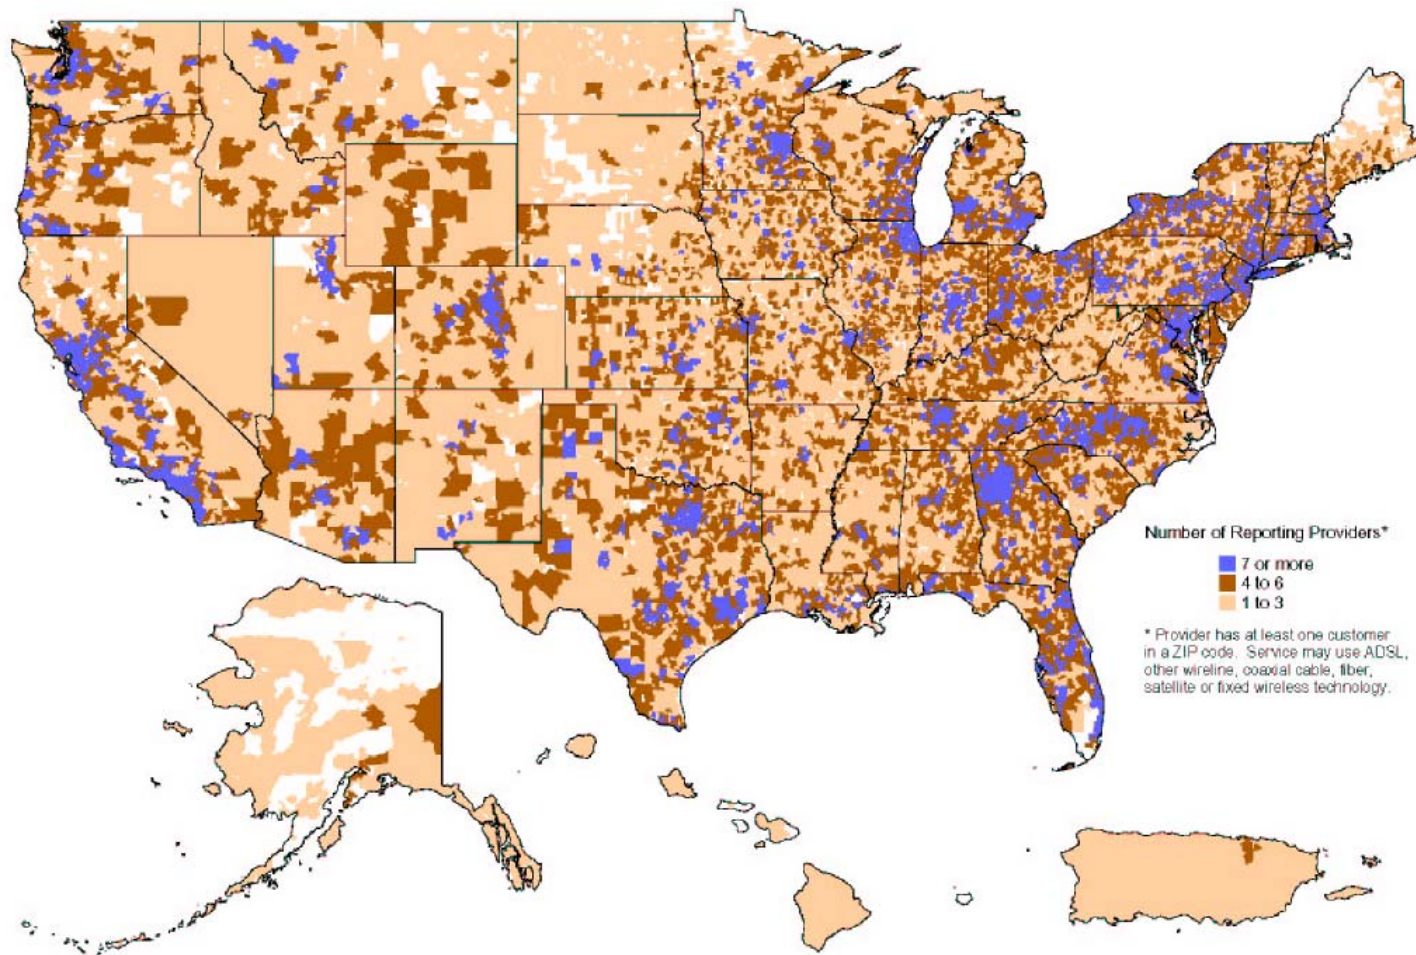 Number of Reporting Providers*
7 or more
4 to 6
1 to 3
* Provider has at least one customer
in a ZIP code. Service may use ADSL,
other wireline, coaxial cable, fiber,
satellite or fixed wireless technology.